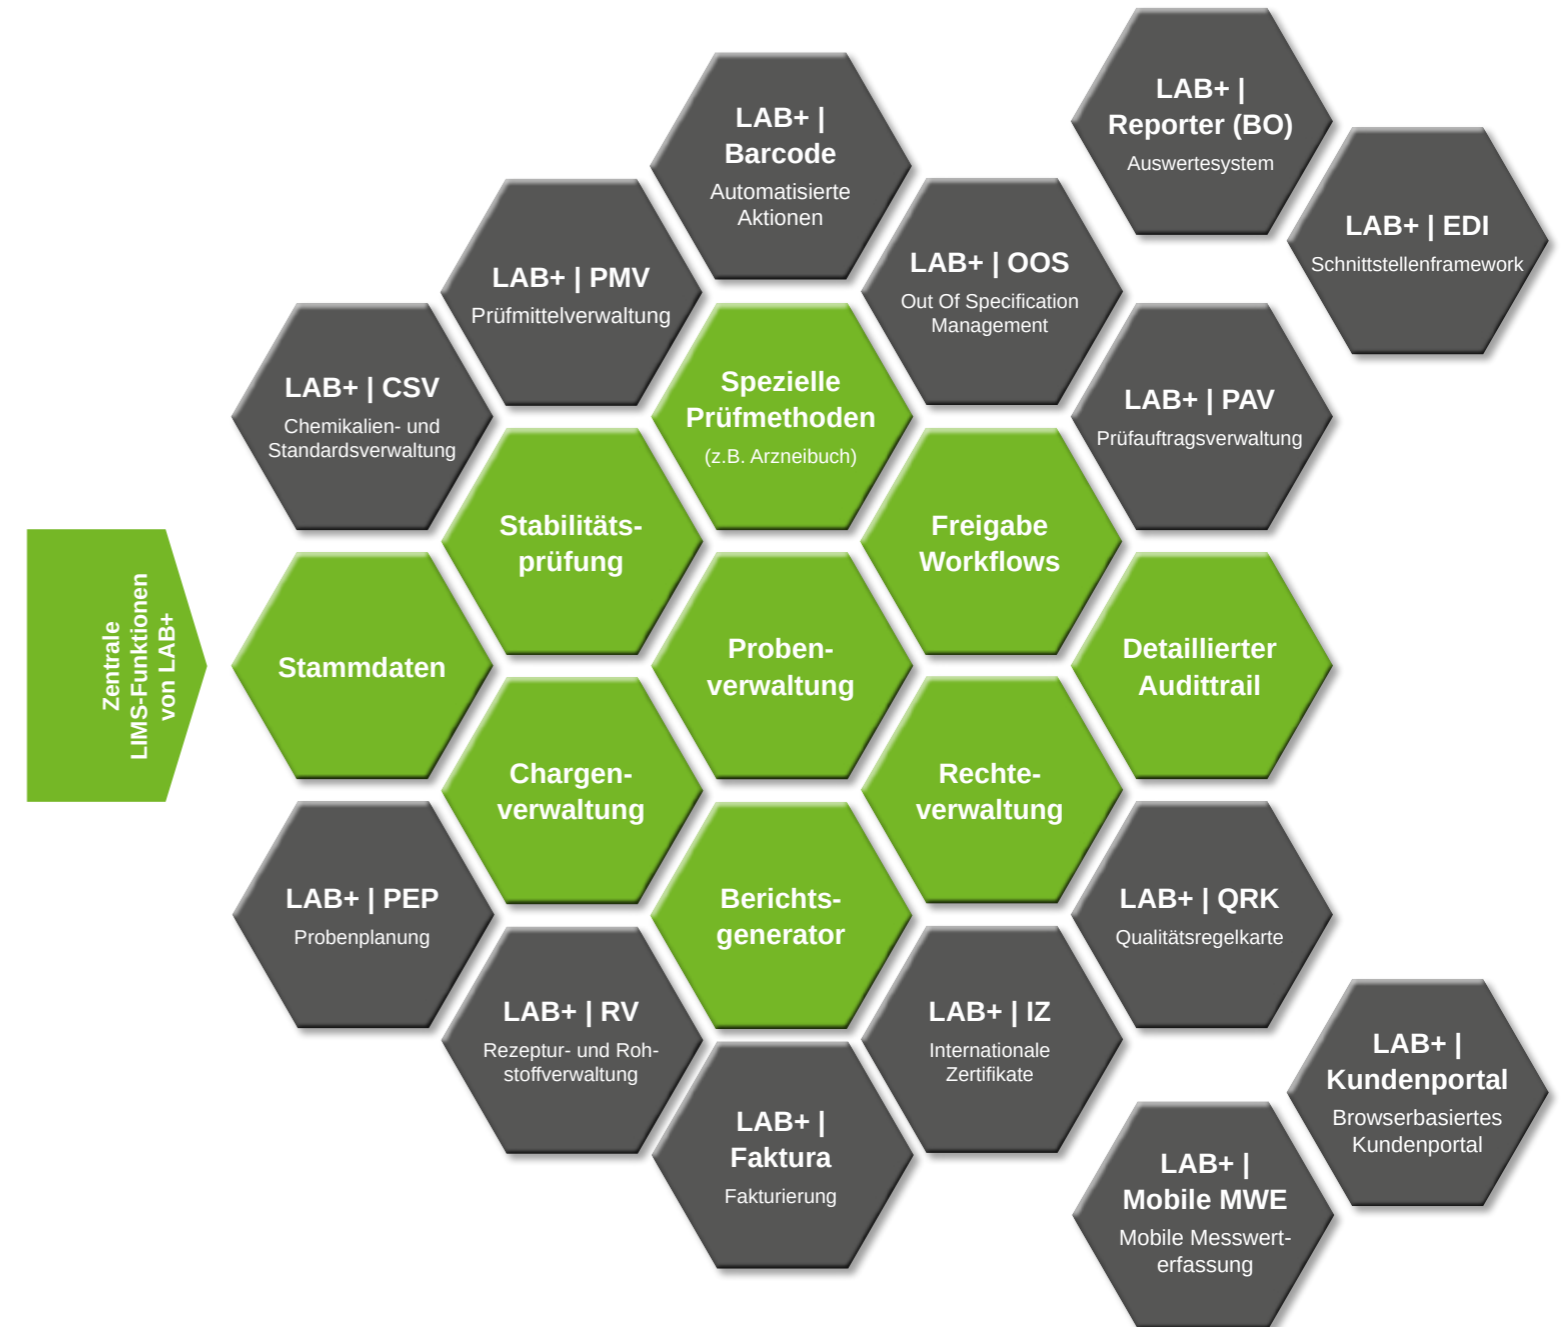 LAB+ |
Reporter (BO)
Auswertesystem
LAB+ |
Barcode
Automatisierte
Aktionen
LAB+ | EDI
Schnittstellenframework
LAB+ | PMV
Prüfmittelverwaltung
LAB+ | OOS
Out Of Specification
Management
LAB+ | CSV
Chemikalien- und
Standardsverwaltung
Spezielle
Prüfmethoden
(z.B. Arzneibuch)
LAB+ | PAV
Prüfauftragsverwaltung
Stabilitäts-
prüfung
Freigabe
Workflows
Zentrale
LIMS-Funktionen
von LAB+
Stammdaten
Proben-
verwaltung
Detaillierter
Audittrail
Chargen-
verwaltung
Rechte-
verwaltung
LAB+ | PEP
Probenplanung
Berichts-
generator
LAB+ | QRK
Qualitätsregelkarte
LAB+ | RV
Rezeptur- und Roh-
stoffverwaltung
LAB+ | IZ
Internationale
Zertifikate
LAB+ |
Kundenportal
Browserbasiertes
Kundenportal
LAB+ |
Faktura
Fakturierung
LAB+ |
Mobile MWE
Mobile Messwert-
erfassung